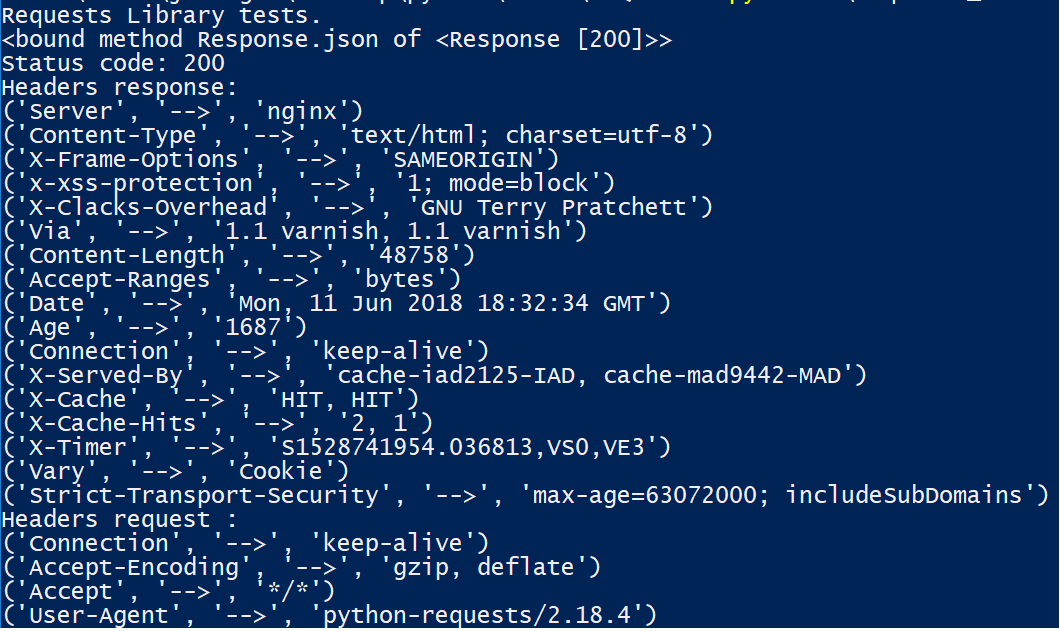 Requests Library tests.
<bound method Response.json of <Response [200]>>
Status code: 200
Headers response:
('Server', '-->', 'nginx')
('Content-Type', '-->', 'text/html; charset=utf-8')
('X-Frame-Options', '-->', 'SAMEORIGIN')
('x-xss-protection', '-->', '1; mode=block')
('X-Clacks-Overhead', '-->', 'GNU Terry Pratchett')
('Via', '-->', '1.1 varnish, 1.1 varnish')
('Content-Length', '-->', '48758')
('Accept-Ranges', '-->', 'bytes')
('Date', '-->', 'Mon, 11 Jun 2018 18:32:34 GMT')
('Age', '-->', '1687')
('Connection', '-->', 'keep-alive')
('X-Served-By', '-->', 'cache-iad2125-IAD, cache-mad9442-MAD')
('X-Cache', '-->', 'HIT, HIT')
('X-Cache-Hits', '-->', '2, 1')
('X-Timer', '-->', 'S1528741954.036813,VS0,VE3')
('Vary', '-->', 'Cookie')
('Strict-Transport-Security', '-->', 'max-age=63072000; includeSubDomains')
Headers request :
('Connection', '-->', 'keep-alive')
('Accept-Encoding', '-->', 'gzip, deflate')
('Accept', '-->', '*/*')
('User-Agent', '-->', 'python-requests/2.18.4')